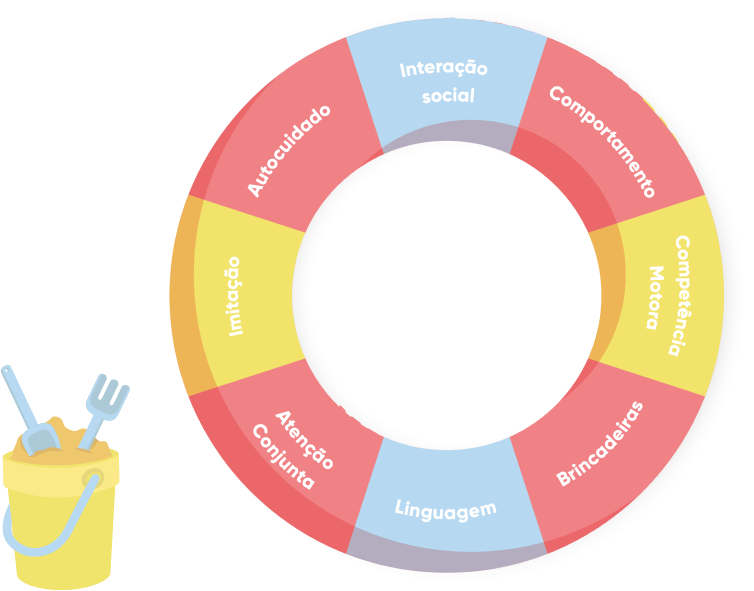 Interação
social
Comportamento
Competência
Motora
Brincadeiras
Linguagem
Atenção
Conjunta
Imitação
Autocuidado